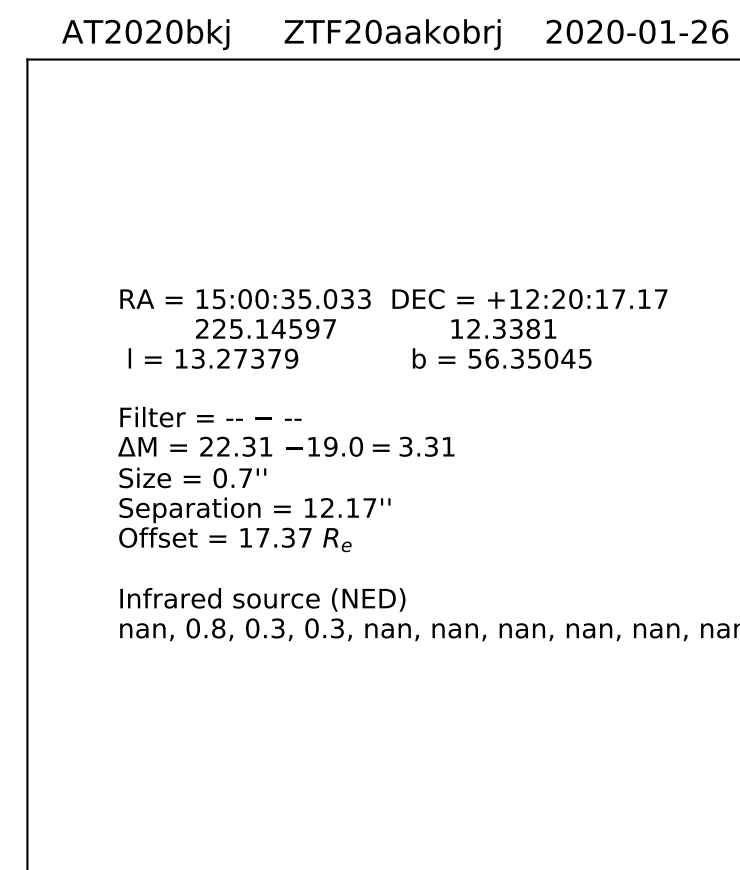 AT2020bkj ZTF20aakobrj 2020-01-26
RA = 15:00:35.033 DEC = +12:20:17.17
225.14597 12.3381
l = 13.27379 b = 56.35045
Filter = -- − --
ΔM = 22.31 −19.0 = 3.31
Size = 0.7''
Separation = 12.17''
Offset = 17.37 Rₑ
Infrared source (NED)
nan, 0.8, 0.3, 0.3, nan, nan, nan, nan, nan, nan